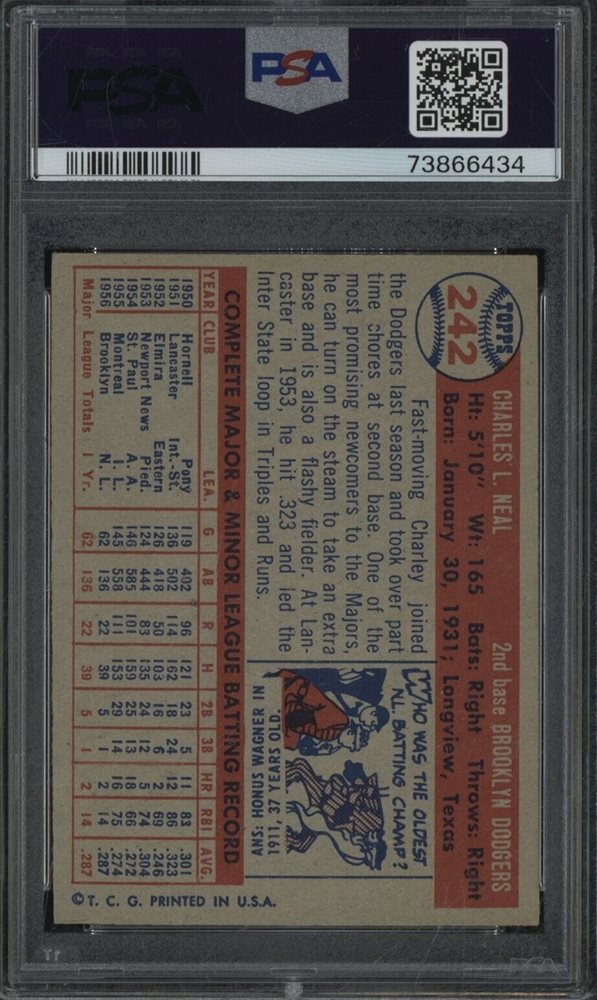 PSA
PSA
73866434
TOPPS
242
CHARLES L. NEAL 2nd base BROOKLYN DODGERS
Ht: 5'10" Wt: 165 Bats: Right Throws: Right
Born: January 30, 1931; Longview, Texas
Fast-moving Charley joined
the Dodgers last season and took over part
time chores at second base. One of the
most promising newcomers to the Majors,
he can turn on the steam to take an extra
base and is also a flashy fielder. At Lan-
caster in 1953, he hit .323 and led the
Inter State loop in Triples and Runs.
WHO WAS THE OLDEST
N.L. BATTING CHAMP?
ANS: HONUS WAGNER IN
1911, 37 YEARS OLD.
COMPLETE MAJOR & MINOR LEAGUE BATTING RECORD
YEAR CLUB LEA. G AB R H 2B 3B HR RBI AVG.
1950 Hornell Pony 119 402 96 121 23 5 11 83 .301
1951 Lancaster Int.-St. 136 502 114 162 18 24 86 .323
1952 Elmira Eastern 126 418 50 103 16 6 2 69 .246
1953 Newport News Pied. 124 444 83 135 74 .304
1954 St. Paul A. A. 146 585 101 159 25 13 18 66 .272
1955 Montreal I. L. 145 558 111 153 29 14 16 75 .274
1956 Brooklyn N. L. 62 136 22 39 5 1 2 14 .287
Major League Totals 1 Yr. 62 136 22 39 5 1 2 14 .287
© T. C. G. PRINTED IN U.S.A.
PSA